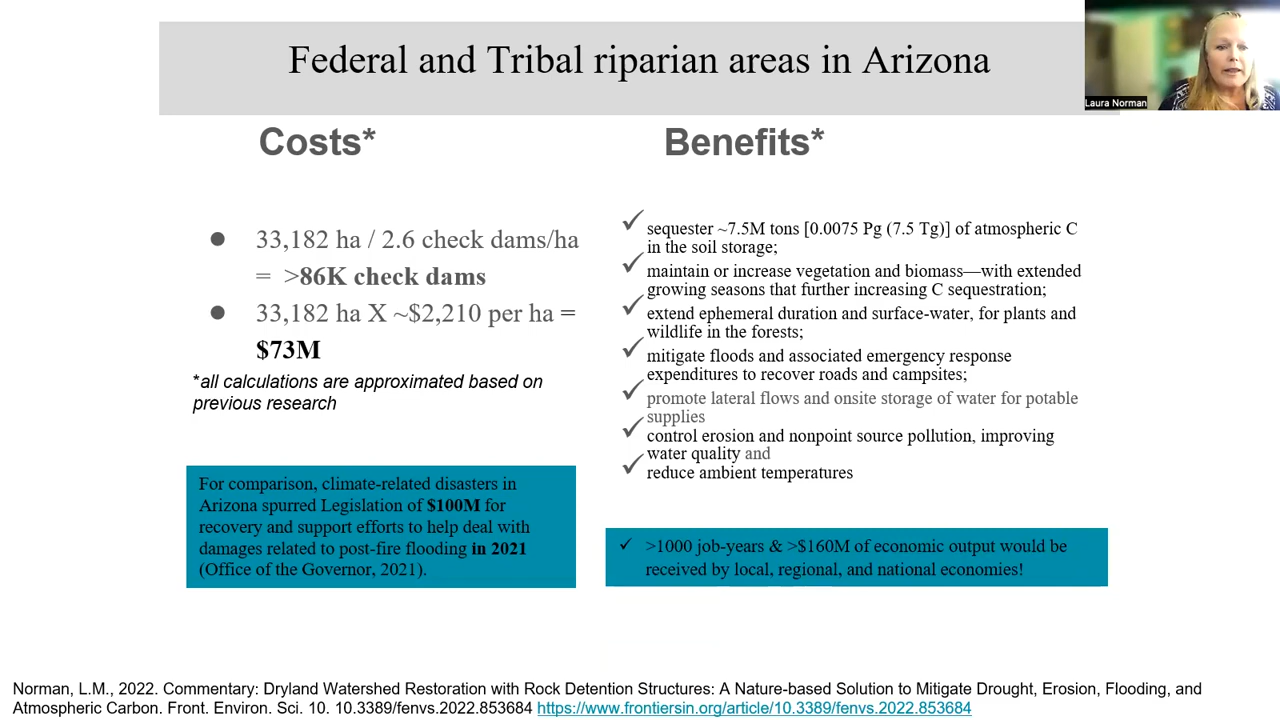 Federal and Tribal riparian areas in Arizona
Laura Norman
Costs*
● 33,182 ha / 2.6 check dams/ha
= >86K check dams
● 33,182 ha X ~$2,210 per ha =
$73M
*all calculations are approximated based on
previous research
For comparison, climate-related disasters in
Arizona spurred Legislation of $100M for
recovery and support efforts to help deal with
damages related to post-fire flooding in 2021
(Office of the Governor, 2021).
Benefits*
✓ sequester ~7.5M tons [0.0075 Pg (7.5 Tg)] of atmospheric C
in the soil storage;
✓ maintain or increase vegetation and biomass—with extended
growing seasons that further increasing C sequestration;
✓ extend ephemeral duration and surface-water, for plants and
wildlife in the forests;
✓ mitigate floods and associated emergency response
expenditures to recover roads and campsites;
✓ promote lateral flows and onsite storage of water for potable
supplies
✓ control erosion and nonpoint source pollution, improving
water quality and
✓ reduce ambient temperatures
✓ >1000 job-years & >$160M of economic output would be
received by local, regional, and national economies!
Norman, L.M., 2022. Commentary: Dryland Watershed Restoration with Rock Detention Structures: A Nature-based Solution to Mitigate Drought, Erosion, Flooding, and
Atmospheric Carbon. Front. Environ. Sci. 10. 10.3389/fenvs.2022.853684 https://www.frontiersin.org/article/10.3389/fenvs.2022.853684